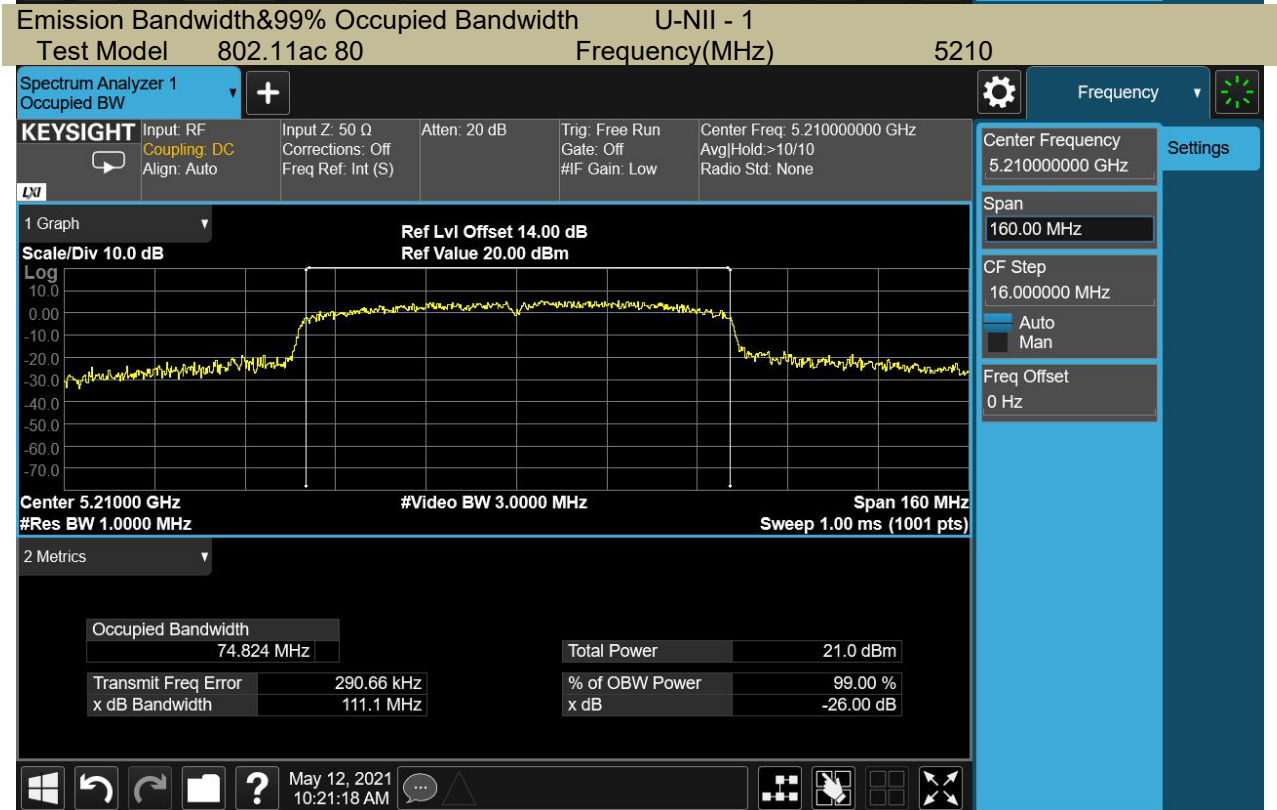 Emission Bandwidth&99% Occupied Bandwidth U-NII - 1
Test Model 802.11ac 80 Frequency(MHz) 5210
Spectrum Analyzer 1
Occupied BW
Frequency
KEYSIGHT
LXI
Input: RF
Coupling: DC
Align: Auto
Input Z: 50 Ω
Corrections: Off
Freq Ref: Int (S)
Atten: 20 dB
Trig: Free Run
Gate: Off
#IF Gain: Low
Center Freq: 5.210000000 GHz
Avg|Hold:>10/10
Radio Std: None
Center Frequency
5.210000000 GHz
Settings
Span
160.00 MHz
CF Step
16.000000 MHz
Auto
Man
Freq Offset
0 Hz
1 Graph
Scale/Div 10.0 dB
Ref Lvl Offset 14.00 dB
Ref Value 20.00 dBm
Log
10.0
0.00
-10.0
-20.0
-30.0
-40.0
-50.0
-60.0
-70.0
Center 5.21000 GHz #Video BW 3.0000 MHz Span 160 MHz
#Res BW 1.0000 MHz Sweep 1.00 ms (1001 pts)
2 Metrics
Occupied Bandwidth
74.824 MHz Total Power 21.0 dBm
Transmit Freq Error 290.66 kHz % of OBW Power 99.00 %
x dB Bandwidth 111.1 MHz x dB -26.00 dB
? May 12, 2021
10:21:18 AM